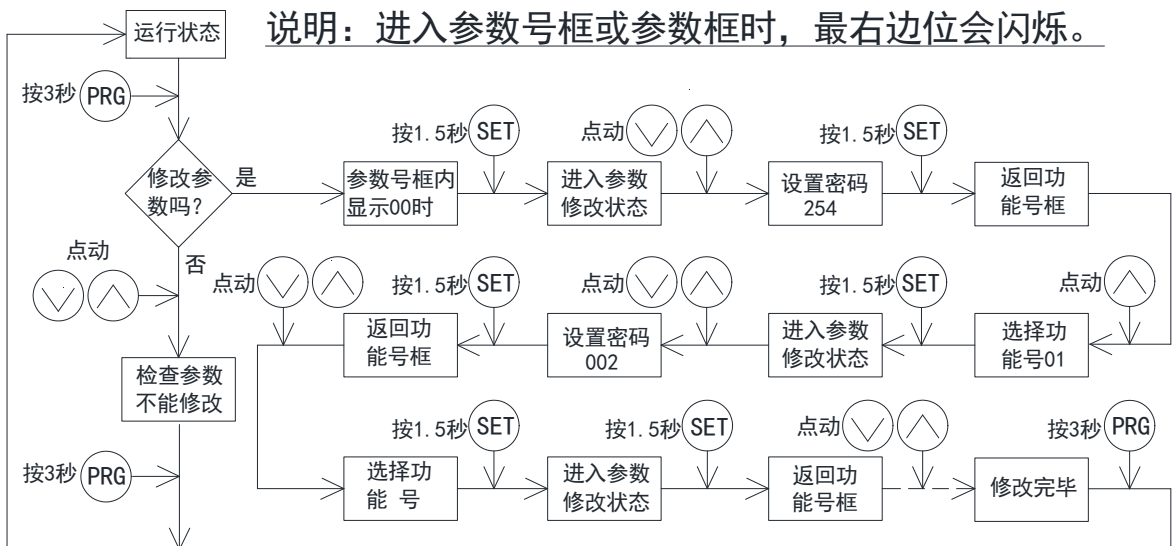 说明：进入参数号框或参数框时，最右边位会闪烁。
运行状态
按3秒 PRG
修改参
数吗？
是
否
参数号框内
显示00时
按1.5秒 SET
进入参数
修改状态
点动
设置密码
254
按1.5秒 SET
返回功
能号框
点动
选择功
能号01
按1.5秒 SET
进入参数
修改状态
点动
设置密码
002
按1.5秒 SET
返回功
能号框
点动
选择功
能 号
按1.5秒 SET
进入参数
修改状态
按1.5秒 SET
返回功
能号框
点动
修改完毕
按3秒 PRG
点动
检查参数
不能修改
按3秒 PRG